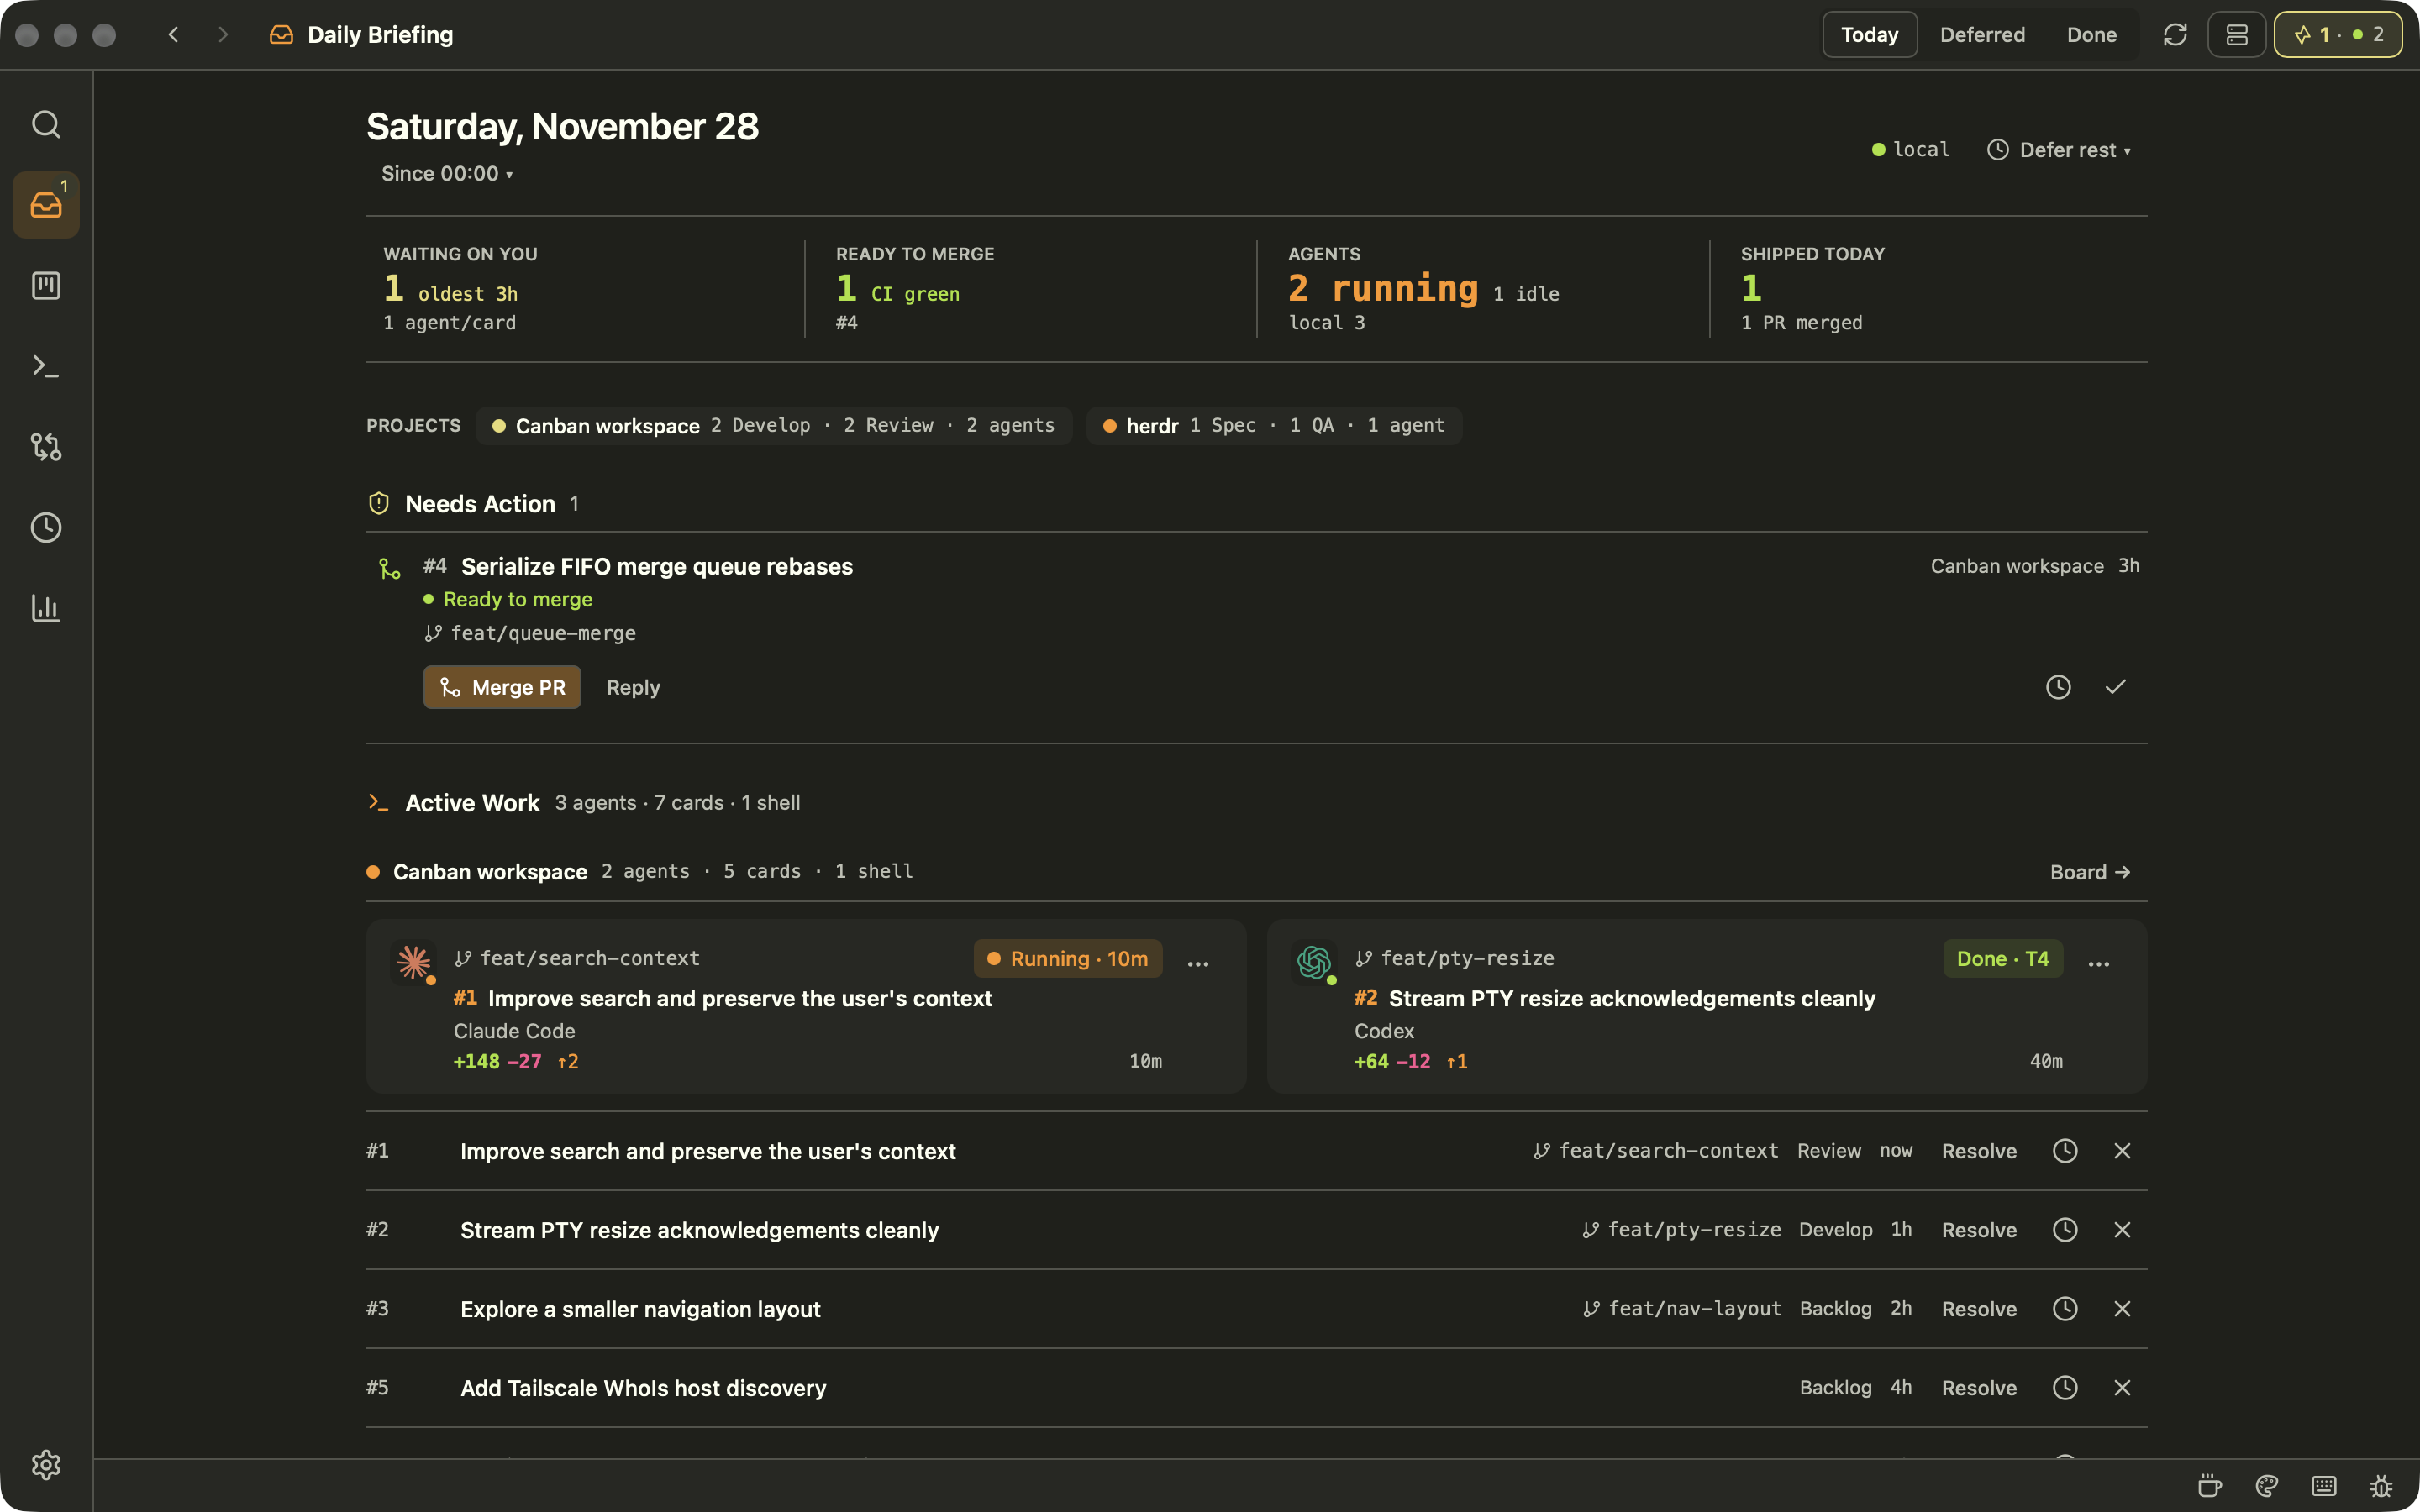 Daily Briefing
Today Deferred Done 1 · 2
1
Saturday, November 28
Since 00:00 ▾
local Defer rest ▾
WAITING ON YOU
1 oldest 3h
1 agent/card
READY TO MERGE
1 CI green
#4
AGENTS
2 running 1 idle
local 3
SHIPPED TODAY
1
1 PR merged
PROJECTS Canban workspace 2 Develop · 2 Review · 2 agents herdr 1 Spec · 1 QA · 1 agent
Needs Action 1
#4 Serialize FIFO merge queue rebases Canban workspace 3h
Ready to merge
feat/queue-merge
Merge PR Reply
Active Work 3 agents · 7 cards · 1 shell
Canban workspace 2 agents · 5 cards · 1 shell Board →
feat/search-context Running · 10m ...
#1 Improve search and preserve the user's context
Claude Code
+148 −27 ↑2 10m
feat/pty-resize Done · T4 ...
#2 Stream PTY resize acknowledgements cleanly
Codex
+64 −12 ↑1 40m
#1 Improve search and preserve the user's context feat/search-context Review now Resolve
#2 Stream PTY resize acknowledgements cleanly feat/pty-resize Develop 1h Resolve
#3 Explore a smaller navigation layout feat/nav-layout Backlog 2h Resolve
#5 Add Tailscale WhoIs host discovery Backlog 4h Resolve